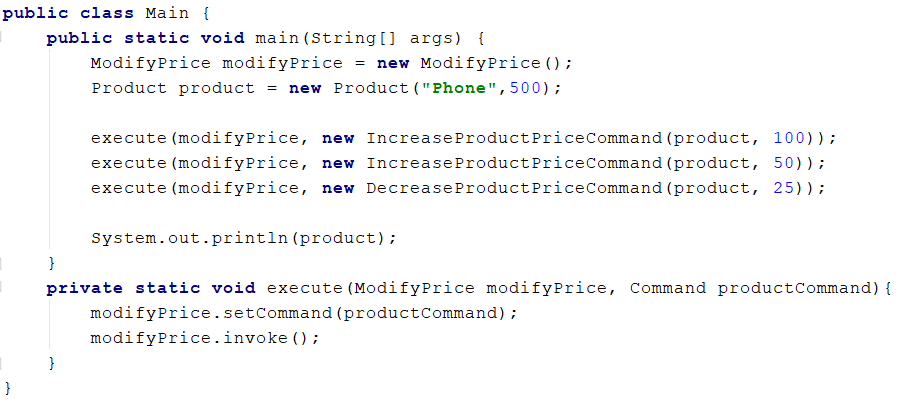 public class Main {
    public static void main(String[] args) {
        ModifyPrice modifyPrice = new ModifyPrice();
        Product product = new Product("Phone",500);

        execute(modifyPrice, new IncreaseProductPriceCommand(product, 100));
        execute(modifyPrice, new IncreaseProductPriceCommand(product, 50));
        execute(modifyPrice, new DecreaseProductPriceCommand(product, 25));

        System.out.println(product);
    }
    private static void execute(ModifyPrice modifyPrice, Command productCommand){
        modifyPrice.setCommand(productCommand);
        modifyPrice.invoke();
    }
}